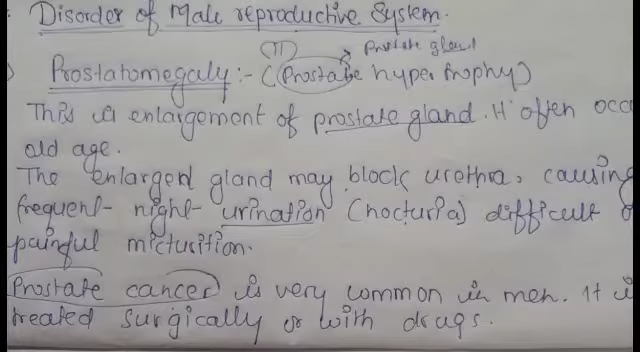 Disorder of Male reproductive System.
Prostate gland
Prostatomegaly :- (Prostate hypertrophy)
This is enlargement of prostate gland. It often occ
old age.
The enlarged gland may block urethra, causing
frequent night urination (nocturia) difficult o
painful micturition.
Prostate cancer is very common in men. It i
treated surgically or with drugs.